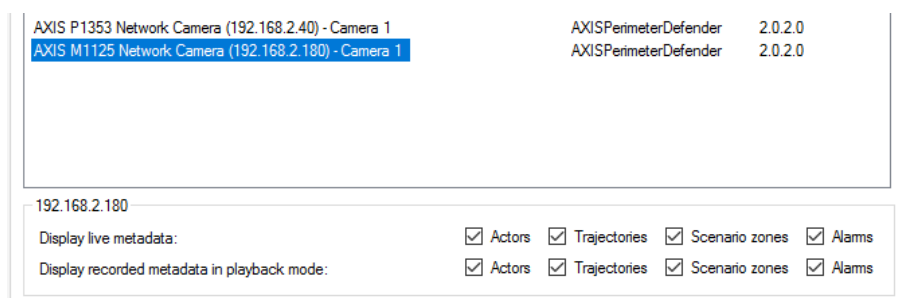 AXIS P1353 Network Camera (192.168.2.40) - Camera 1 AXISPerimeterDefender 2.0.2.0
AXIS M1125 Network Camera (192.168.2.180) - Camera 1 AXISPerimeterDefender 2.0.2.0
192.168.2.180
Display live metadata: Actors Trajectories Scenario zones Alarms
Display recorded metadata in playback mode: Actors Trajectories Scenario zones Alarms